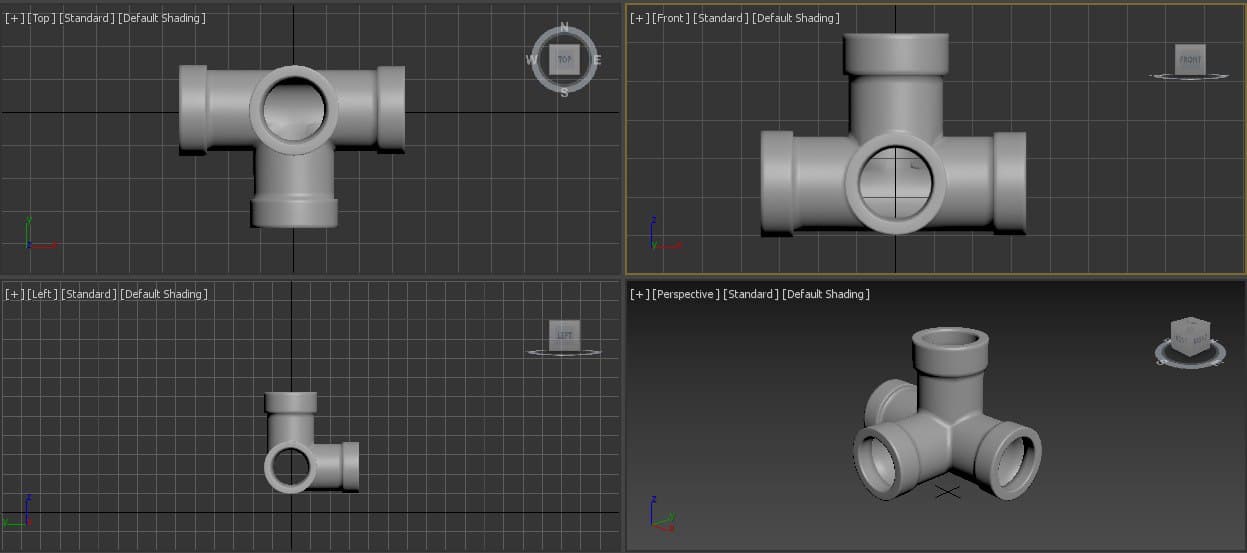 [+] [Top] [Standard] [Default Shading]
N
W TOP E
S
[+] [Front] [Standard] [Default Shading]
FRONT
y
z x
z
y x
[+] [Left] [Standard] [Default Shading]
LEFT
z
y x
[+] [Perspective] [Standard] [Default Shading]
S
z
y
x